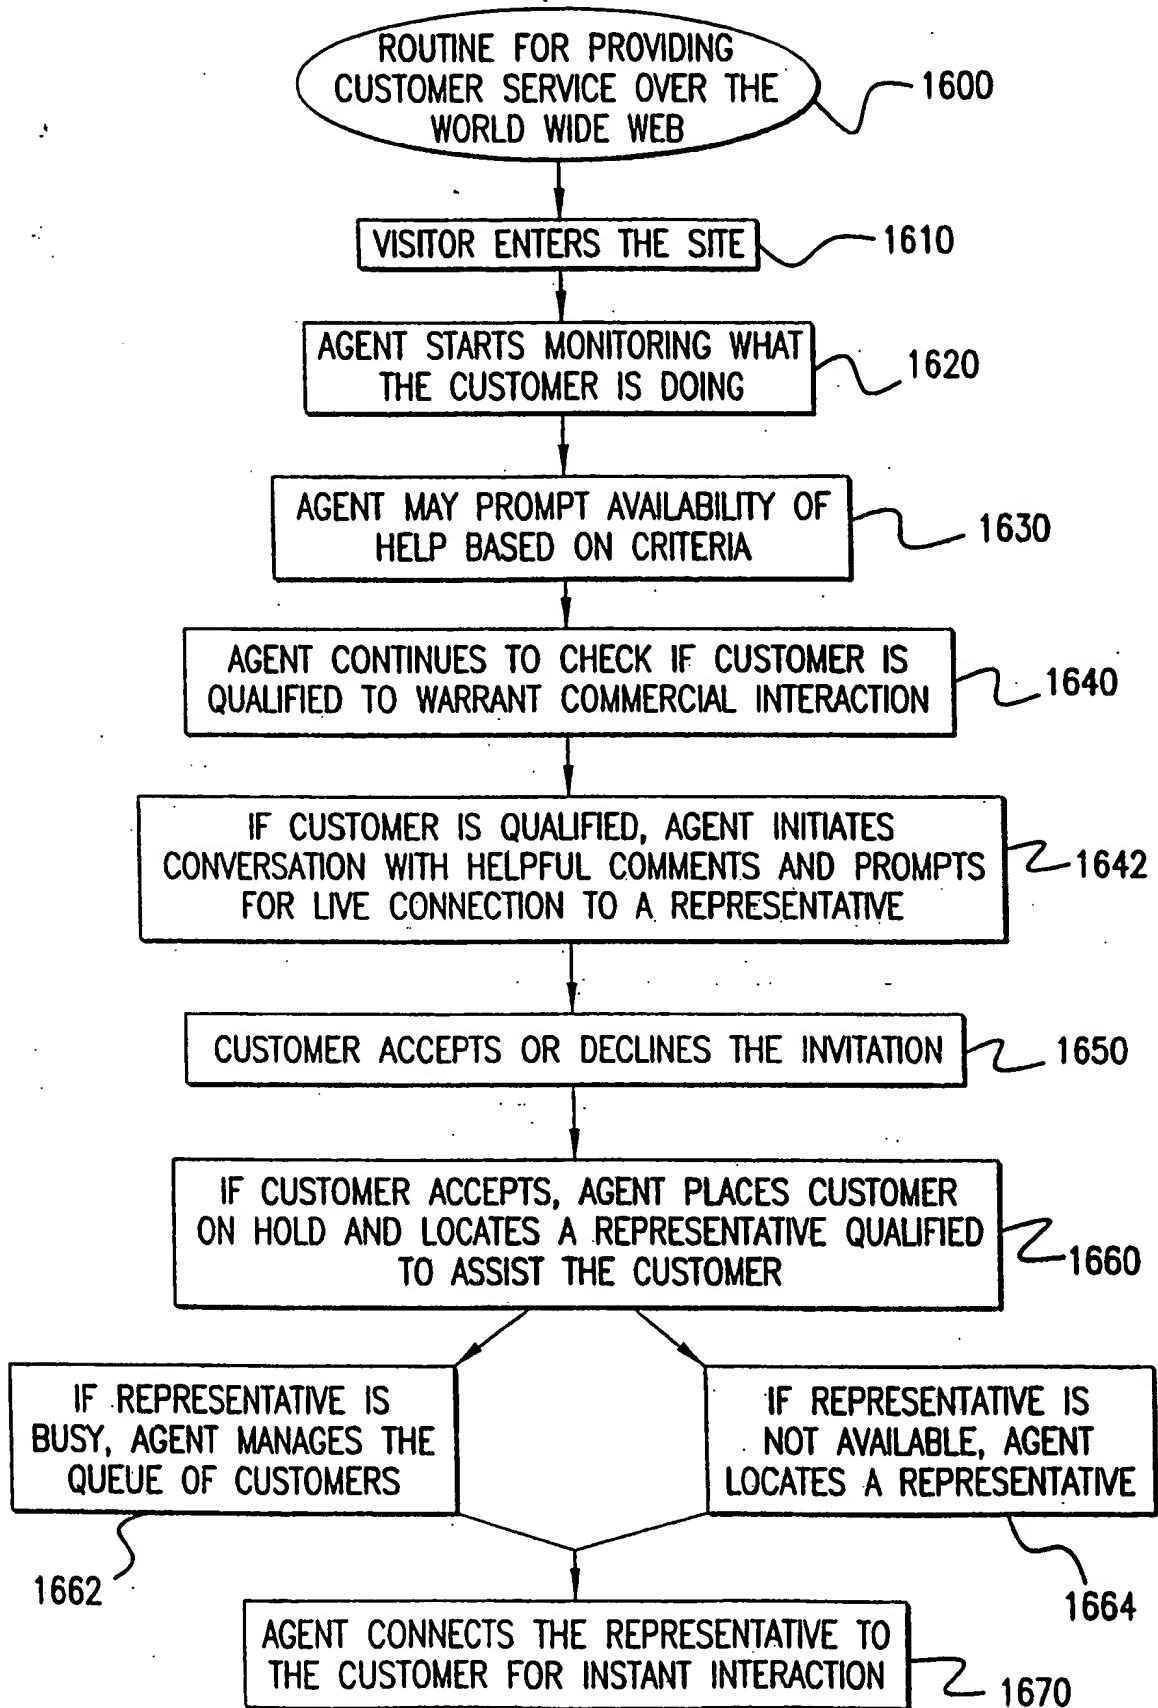 ROUTINE FOR PROVIDING
CUSTOMER SERVICE OVER THE
WORLD WIDE WEB
1600
VISITOR ENTERS THE SITE
1610
AGENT STARTS MONITORING WHAT
THE CUSTOMER IS DOING
1620
AGENT MAY PROMPT AVAILABILITY OF
HELP BASED ON CRITERIA
1630
AGENT CONTINUES TO CHECK IF CUSTOMER IS
QUALIFIED TO WARRANT COMMERCIAL INTERACTION
1640
IF CUSTOMER IS QUALIFIED, AGENT INITIATES
CONVERSATION WITH HELPFUL COMMENTS AND PROMPTS
FOR LIVE CONNECTION TO A REPRESENTATIVE
1642
CUSTOMER ACCEPTS OR DECLINES THE INVITATION
1650
IF CUSTOMER ACCEPTS, AGENT PLACES CUSTOMER
ON HOLD AND LOCATES A REPRESENTATIVE QUALIFIED
TO ASSIST THE CUSTOMER
1660
IF REPRESENTATIVE IS
BUSY, AGENT MANAGES THE
QUEUE OF CUSTOMERS
1662
IF REPRESENTATIVE IS
NOT AVAILABLE, AGENT
LOCATES A REPRESENTATIVE
1664
AGENT CONNECTS THE REPRESENTATIVE TO
THE CUSTOMER FOR INSTANT INTERACTION
1670